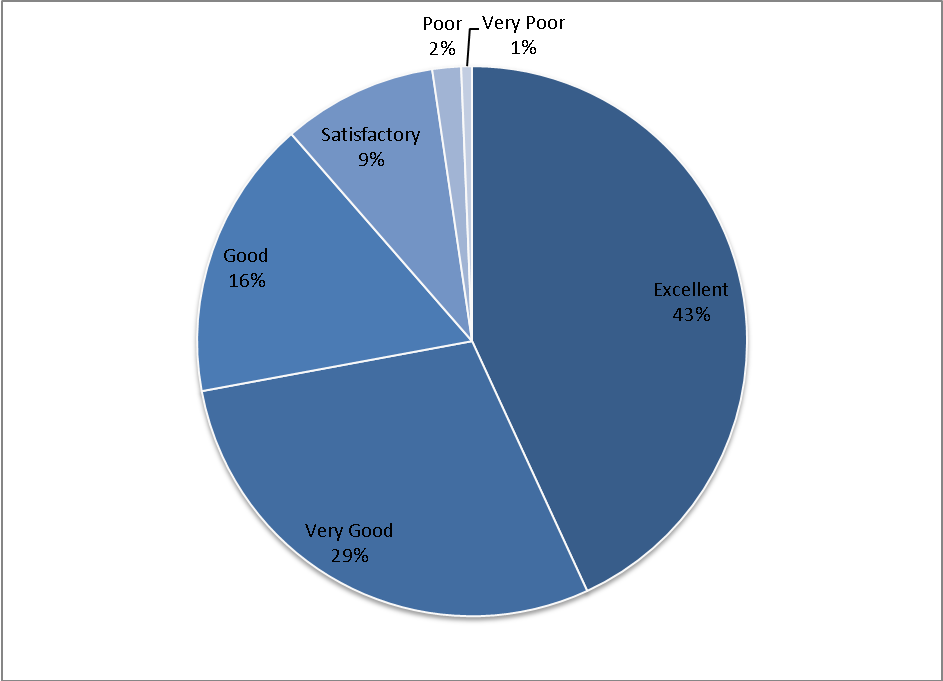 Poor
2%
Very Poor
1%
Satisfactory
9%
Good
16%
Excellent
43%
Very Good
29%